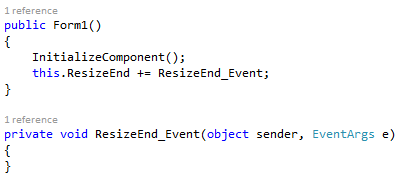 1 reference
public Form1()
{
    InitializeComponent();
    this.ResizeEnd += ResizeEnd_Event;
}
1 reference
private void ResizeEnd_Event(object sender, EventArgs e)
{
}